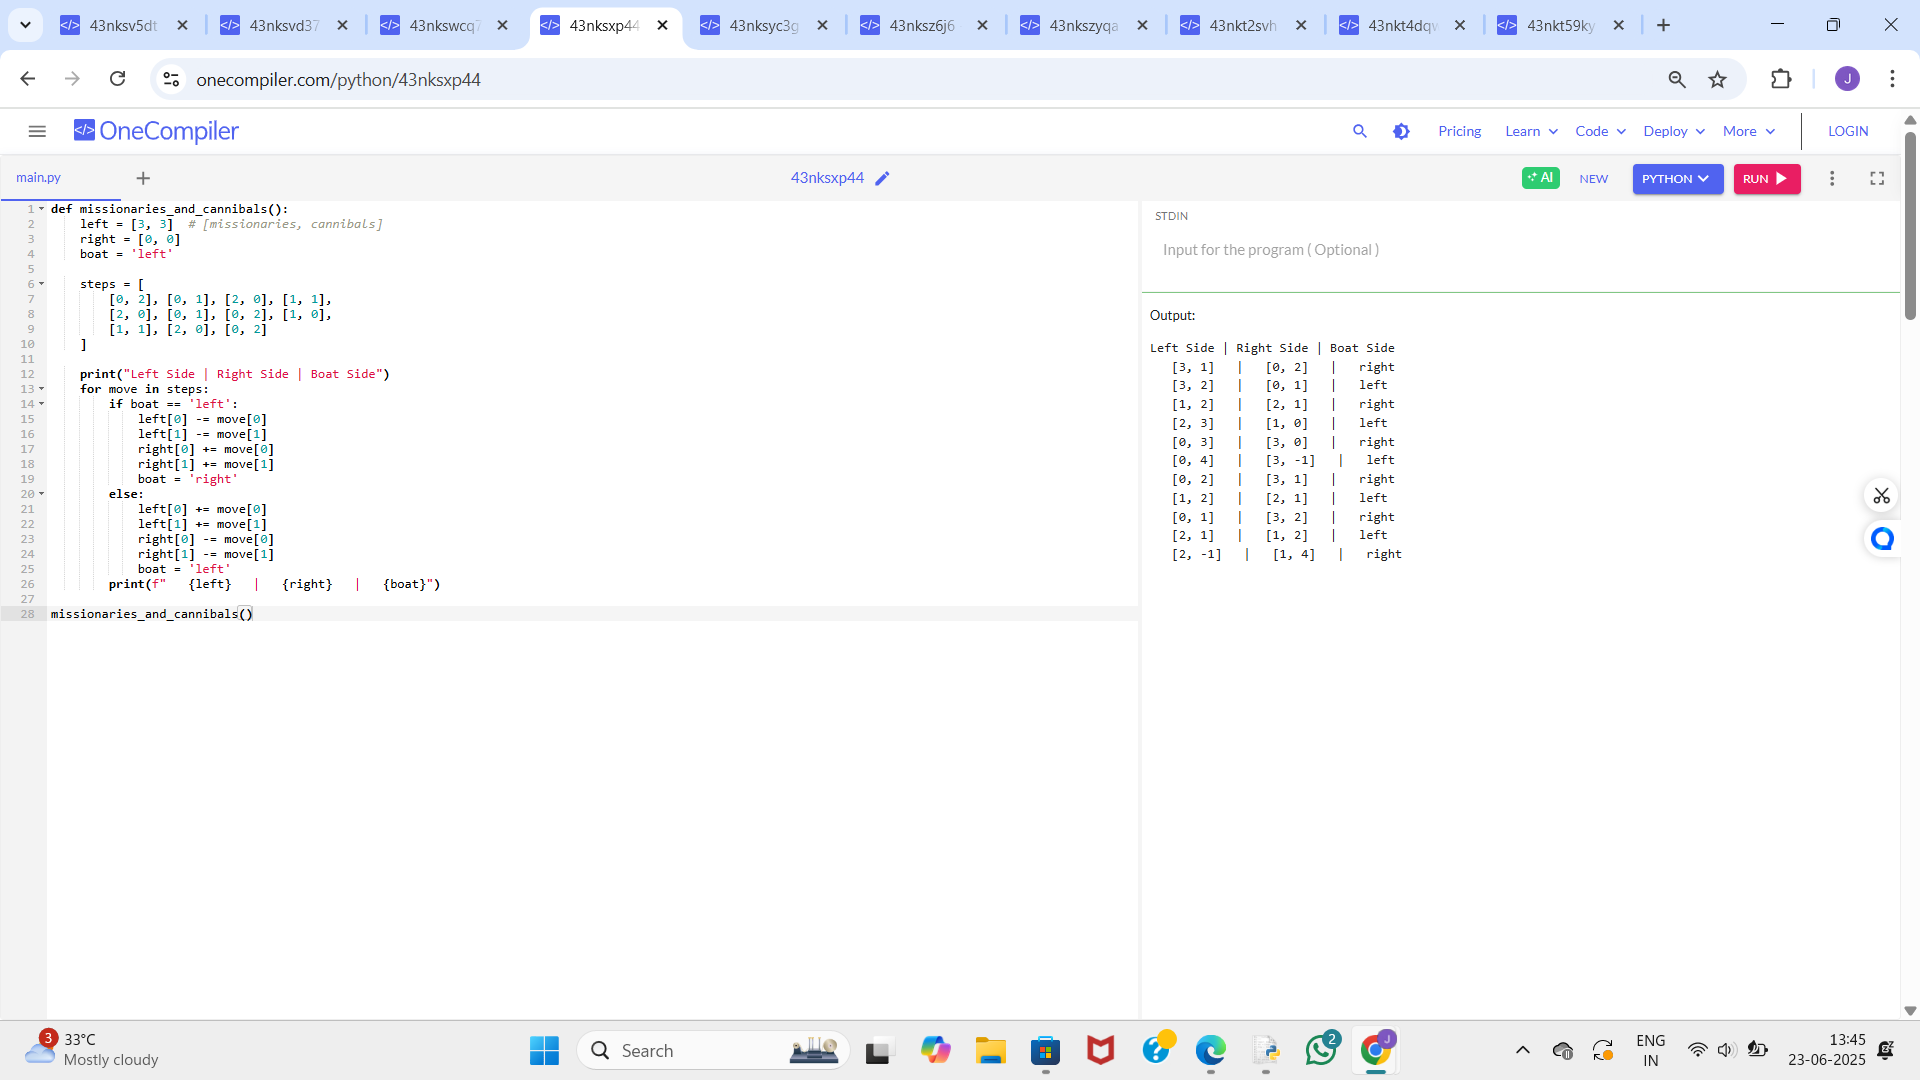 43nksv5dt
43nksvd37
43nkswcq7
43nksxp44
43nksyc3g
43nksz6j6
43nkszyqa
43nkt2svh
43nkt4dqw
43nkt59ky
onecompiler.com/python/43nksxp44
J
</> OneCompiler
Pricing
Learn
Code
Deploy
More
LOGIN
main.py
43nksxp44
AI
NEW
PYTHON
RUN
1 def missionaries_and_cannibals():
2     left = [3, 3]  # [missionaries, cannibals]
3     right = [0, 0]
4     boat = 'left'
5
6     steps = [
7         [0, 2], [0, 1], [2, 0], [1, 1],
8         [2, 0], [0, 1], [0, 2], [1, 0],
9         [1, 1], [2, 0], [0, 2]
10     ]
11
12     print("Left Side | Right Side | Boat Side")
13     for move in steps:
14         if boat == 'left':
15             left[0] -= move[0]
16             left[1] -= move[1]
17             right[0] += move[0]
18             right[1] += move[1]
19             boat = 'right'
20         else:
21             left[0] += move[0]
22             left[1] += move[1]
23             right[0] -= move[0]
24             right[1] -= move[1]
25             boat = 'left'
26         print(f"   {left}   |   {right}   |   {boat}")
27
28 missionaries_and_cannibals()
STDIN
Input for the program ( Optional )
Output:
Left Side | Right Side | Boat Side
   [3, 1]   |   [0, 2]   |   right
   [3, 2]   |   [0, 1]   |   left
   [1, 2]   |   [2, 1]   |   right
   [2, 3]   |   [1, 0]   |   left
   [0, 3]   |   [3, 0]   |   right
   [0, 4]   |   [3, -1]   |   left
   [0, 2]   |   [3, 1]   |   right
   [1, 2]   |   [2, 1]   |   left
   [0, 1]   |   [3, 2]   |   right
   [2, 1]   |   [1, 2]   |   left
   [2, -1]   |   [1, 4]   |   right
3
33°C
Mostly cloudy
Search
2
J
ENG
IN
13:45
23-06-2025